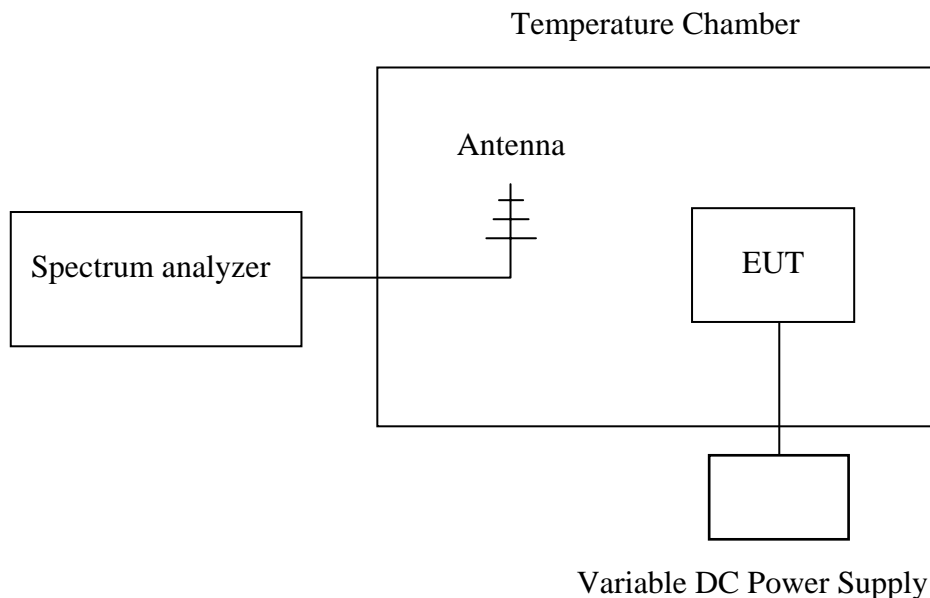 Temperature Chamber
Antenna
Spectrum analyzer
EUT
Variable DC Power Supply